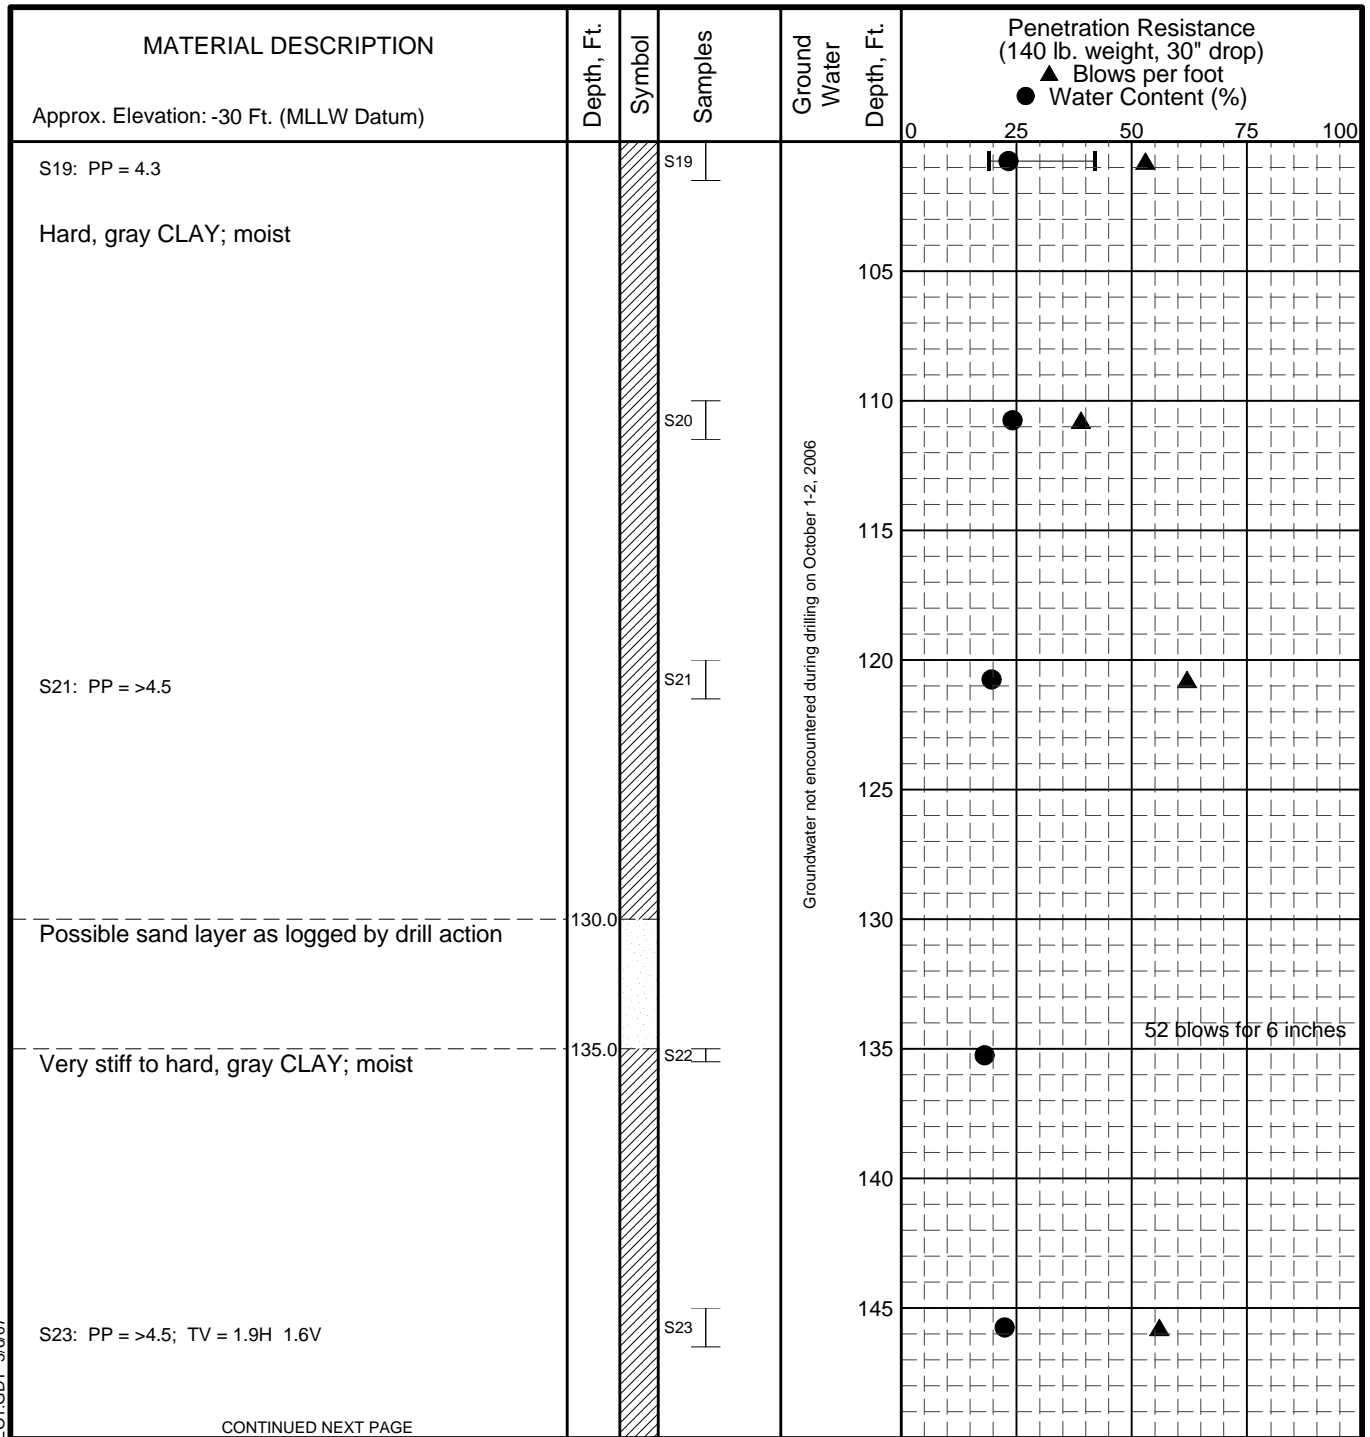 MATERIAL DESCRIPTION
Approx. Elevation: -30 Ft. (MLLW Datum)
Depth, Ft.
Symbol
Samples
Ground
Water
Depth, Ft.
Penetration Resistance
(140 lb. weight, 30" drop)
▲ Blows per foot
● Water Content (%)
0 25 50 75 100
S19: PP = 4.3
S19
Hard, gray CLAY; moist
105
S20
110
Groundwater not encountered during drilling on October 1-2, 2006
115
120
S21: PP = >4.5
S21
125
130.0
130
Possible sand layer as logged by drill action
52 blows for 6 inches
135.0
S22
135
Very stiff to hard, gray CLAY; moist
140
145
S23: PP = >4.5; TV = 1.9H 1.6V
S23
CONTINUED NEXT PAGE